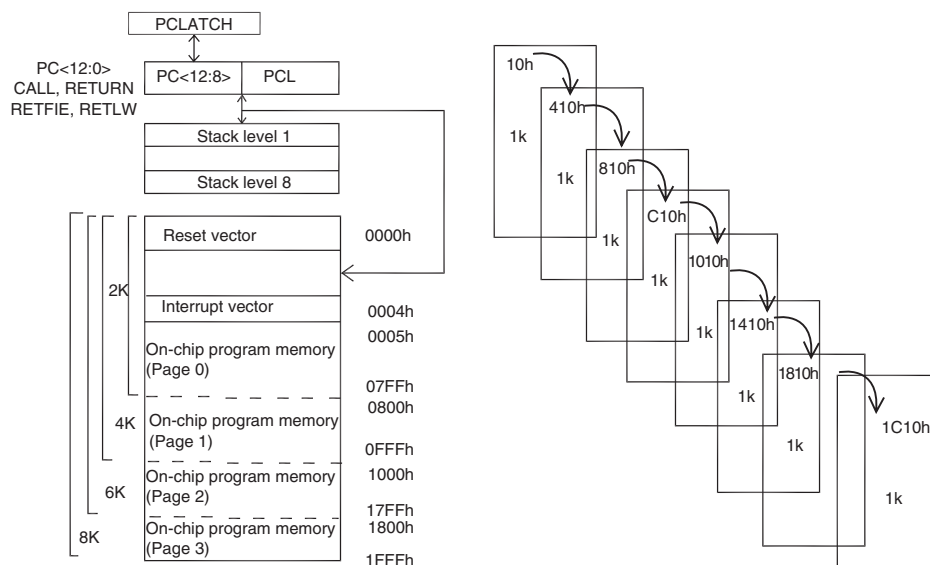 PCLATCH
PC<12:0>
CALL, RETURN
RETFIE, RETLW
PC<12:8>
PCL
Stack level 1
Stack level 8
Reset vector
0000h
2K
Interrupt vector
0004h
0005h
On-chip program memory
(Page 0)
07FFh
0800h
4K
On-chip program memory
(Page 1)
0FFFh
1000h
On-chip program memory
(Page 2)
6K
17FFh
1800h
On-chip program memory
(Page 3)
8K
1FFFh
10h
410h
1k
810h
1k
C10h
1k
1010h
1k
1410h
1k
1810h
1k
1C10h
1k
1k